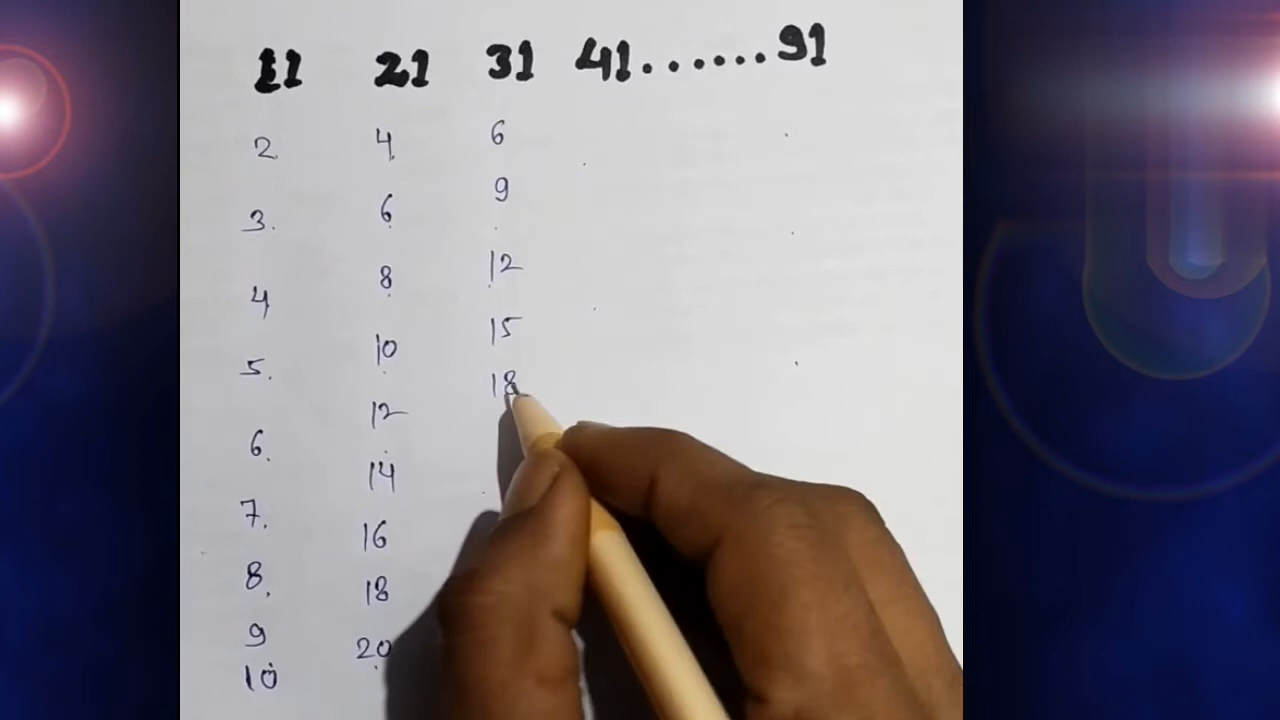 11 21 31 41.......91
2. 4 6
3. 6 9
4 8 12
5. 10 15
6. 12 18
7. 14
8. 16
9 18
10 20